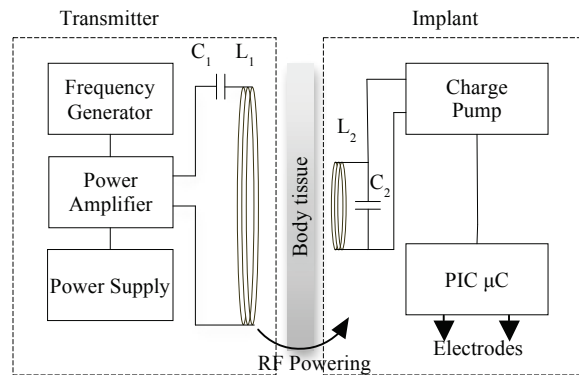 Transmitter
Implant
C1 L1
Frequency
Generator
Power
Amplifier
Power Supply
Body tissue
L2
C2
Charge
Pump
PIC μC
Electrodes
RF Powering